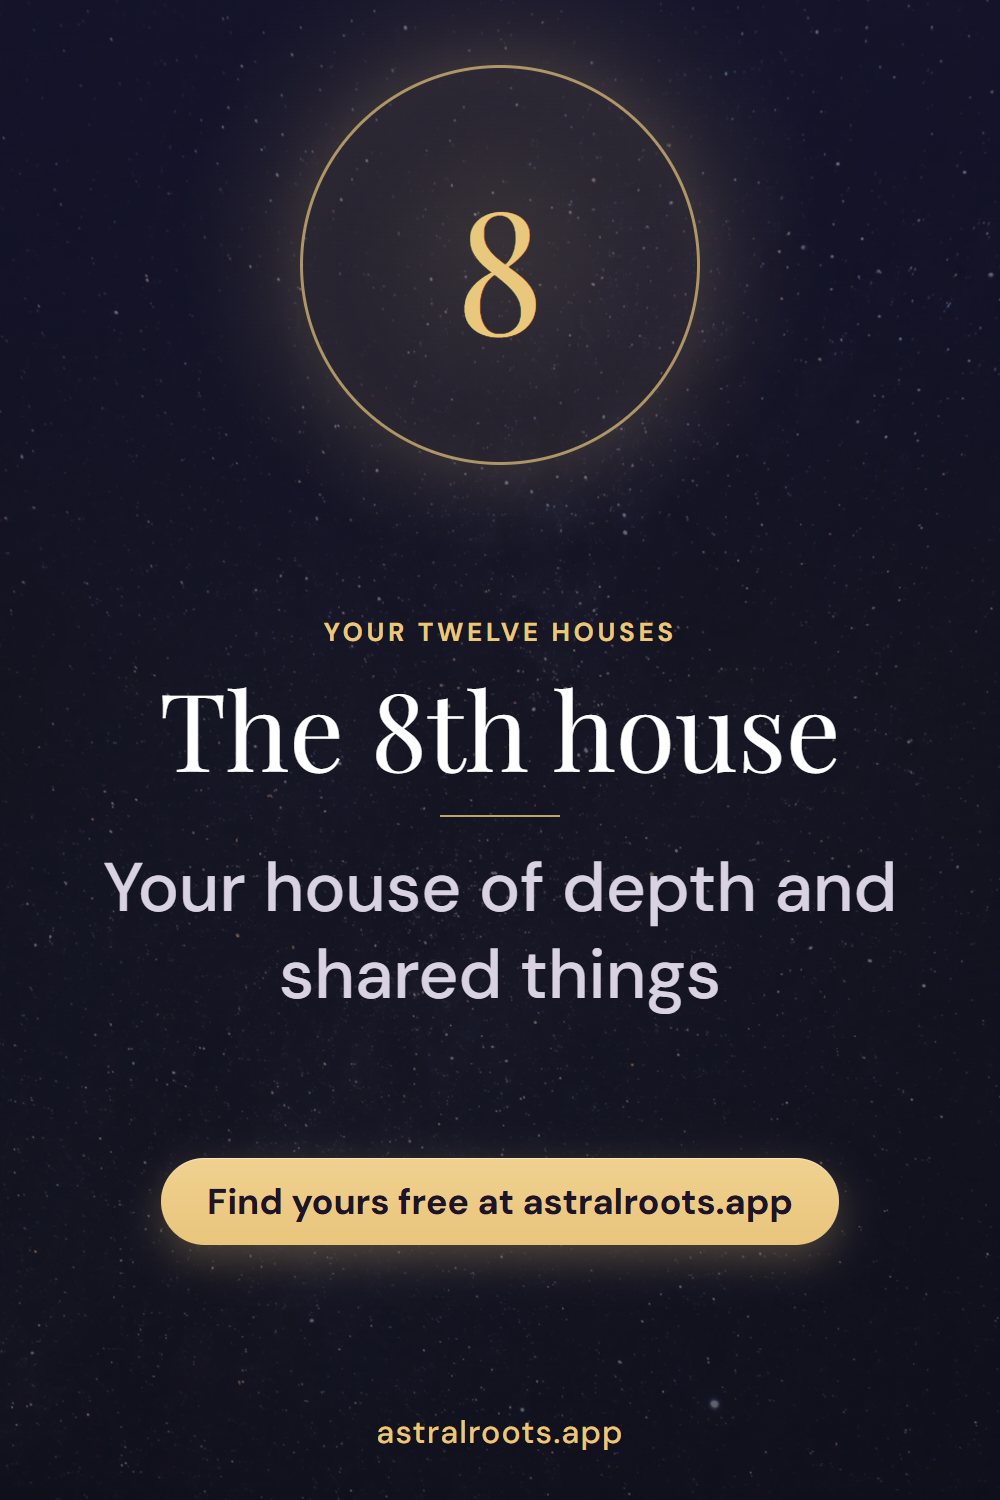 8
YOUR TWELVE HOUSES
The 8th house
Your house of depth and
shared things
Find yours free at astralroots.app
astralroots.app